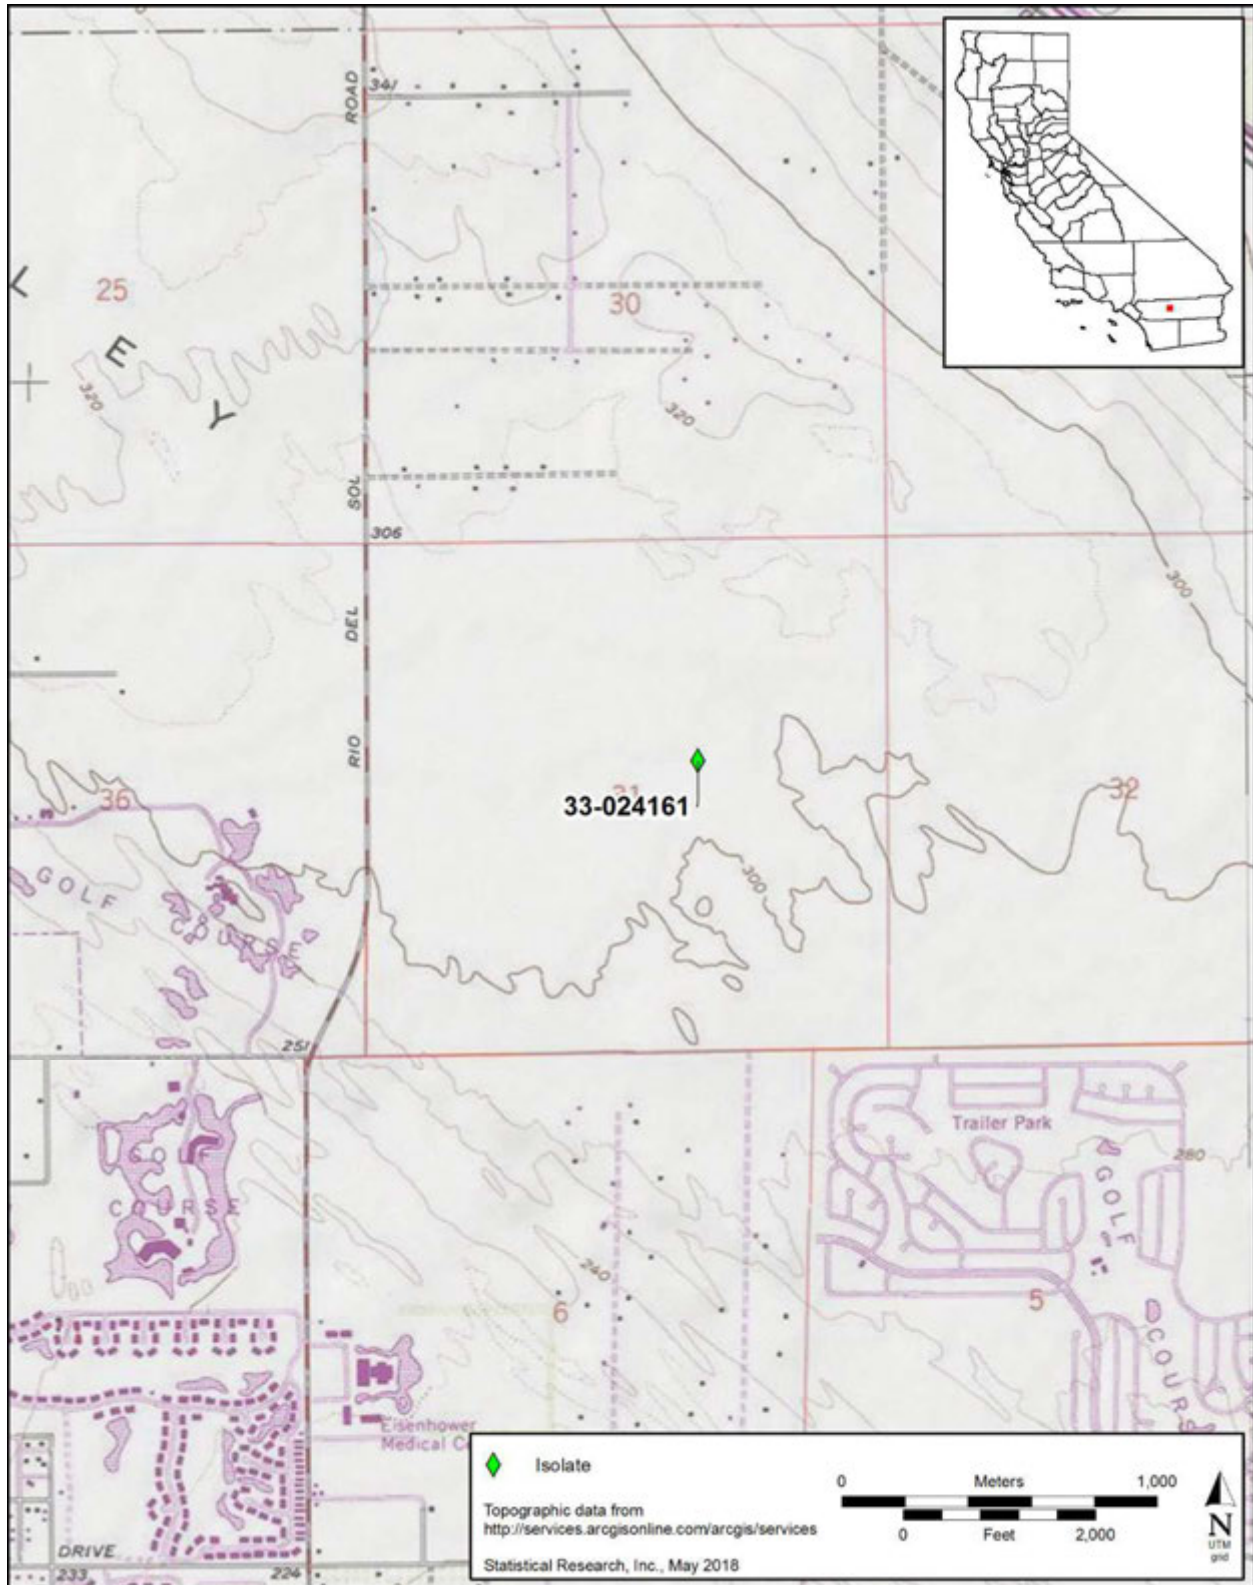 ROAD
341
25
30
L
E
Y
320
320
SOL
306
300
DEL
RIO
33-024161
36
31
32
GOLF
COURSE
300
251
Trailer Park
280
GOLF
COURSE
GOLF
240
6
5
COURS
Eisenhower
Medical C
DRIVE
233
224
Isolate
Topographic data from
http://services.arcgisonline.com/arcgis/services
Statistical Research, Inc., May 2018
0 Meters 1,000
0 Feet 2,000
N
UTM
grid